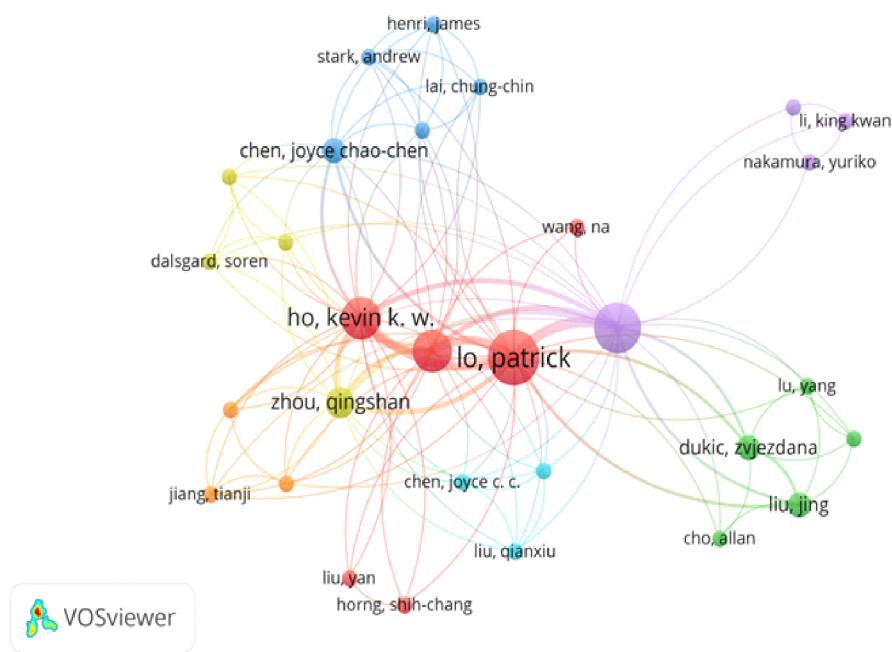 henri, james
stark, andrew
lai, chung-chin
li, king kwan
chen, joyce chao-chen
nakamura, yuriko
wang, na
dalsgard, soren
ho, kevin k. w.
lo, patrick
lu, yang
zhou, qingshan
dukic, zvjezdana
chen, joyce c. c.
jiang, tianji
liu, jing
cho, allan
liu, qianxiu
liu, yan
horng, shih-chang
VOSviewer